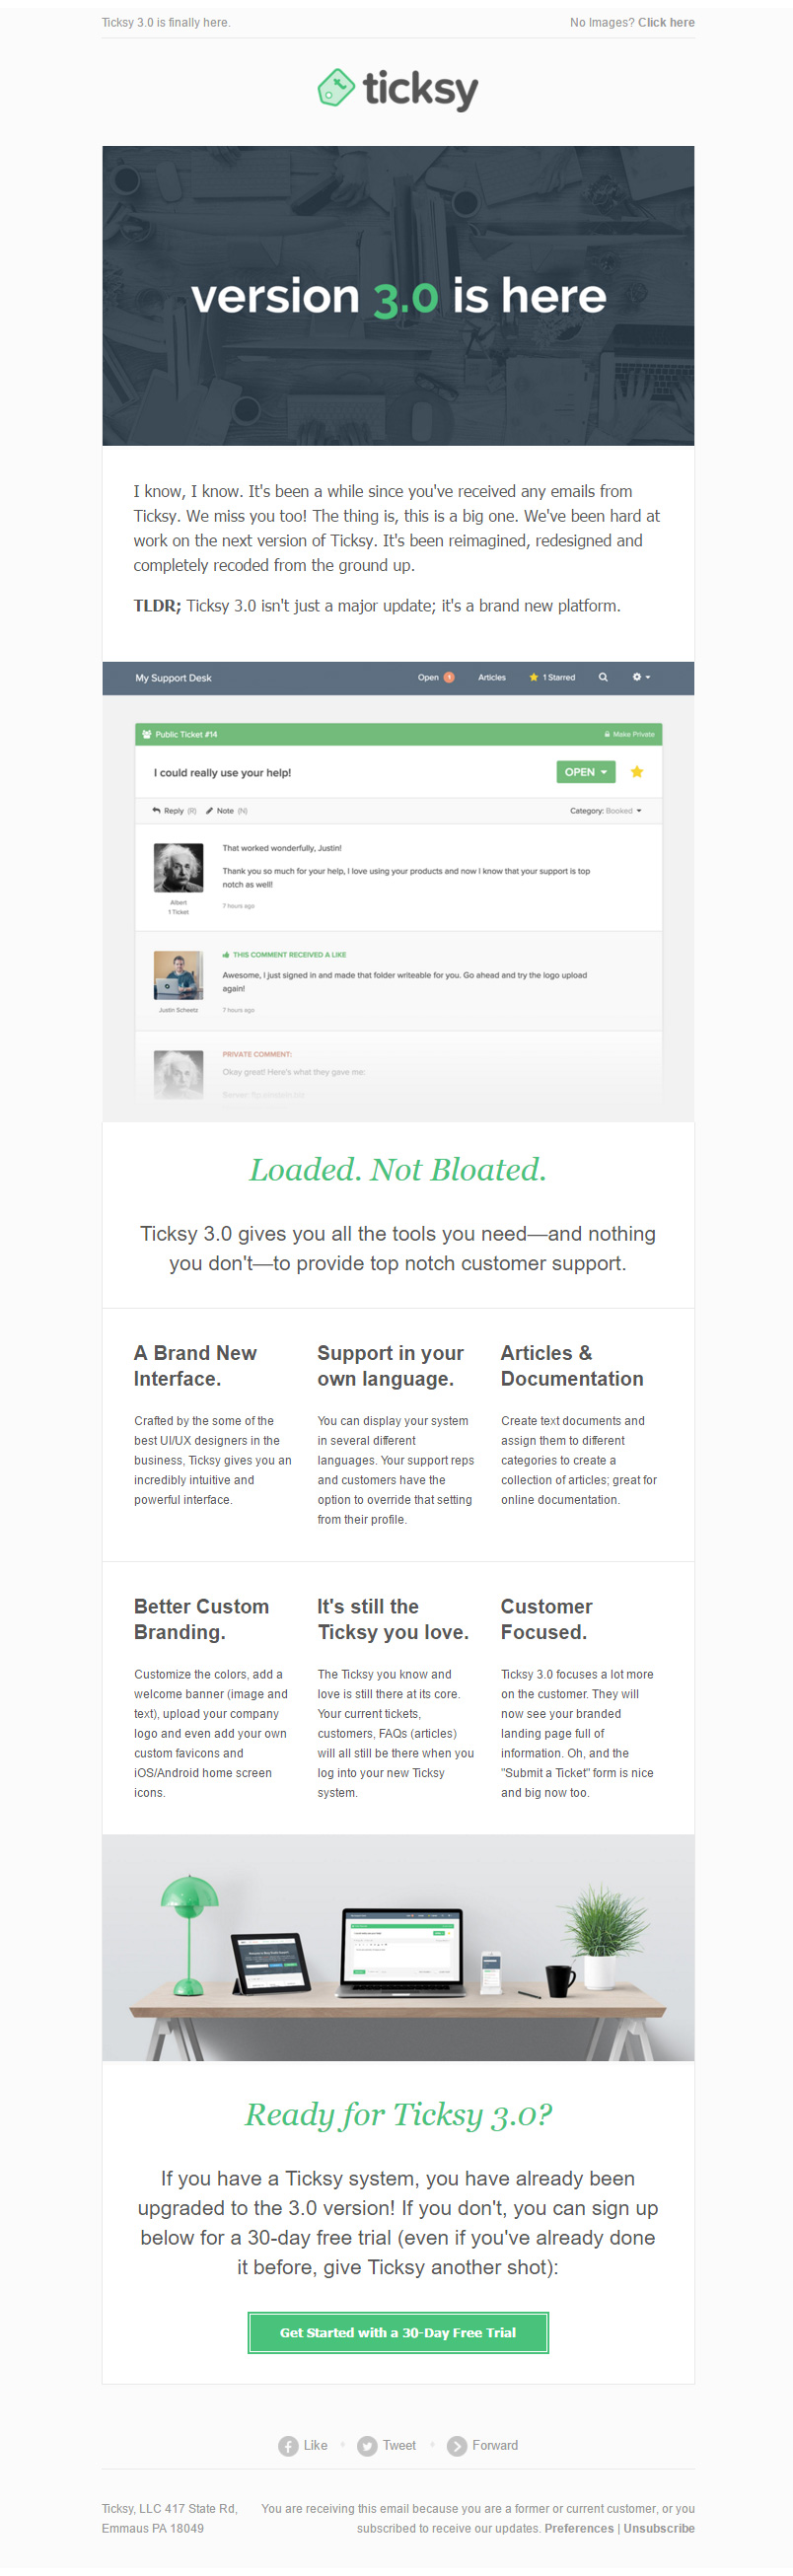 Ticksy 3.0 is finally here.
No Images? Click here
ticksy
version 3.0 is here
I know, I know. It's been a while since you've received any emails from
Ticksy. We miss you too! The thing is, this is a big one. We've been hard at
work on the next version of Ticksy. It's been reimagined, redesigned and
completely recoded from the ground up.
TLDR; Ticksy 3.0 isn't just a major update; it's a brand new platform.
My Support Desk
Open
Articles
1 Starred
Public Ticket #14
Make Private
I could really use your help!
OPEN
Reply (R)
Note (N)
Category: Booked
That worked wonderfully, Justin!
Thank you so much for your help, I love using your products and now I know that your support is top
notch as well!
7 hours ago
Albert
1 Ticket
THIS COMMENT RECEIVED A LIKE
Awesome, I just signed in and made that folder writeable for you. Go ahead and try the logo upload
again!
7 hours ago
Justin Scheetz
PRIVATE COMMENT:
Okay great! Here's what they gave me:
Loaded. Not Bloated.
Ticksy 3.0 gives you all the tools you need—and nothing
you don't—to provide top notch customer support.
A Brand New
Interface.
Crafted by the some of the
best UI/UX designers in the
business, Ticksy gives you an
incredibly intuitive and
powerful interface.
Support in your
own language.
You can display your system
in several different
languages. Your support reps
and customers have the
option to override that setting
from their profile.
Articles &
Documentation
Create text documents and
assign them to different
categories to create a
collection of articles; great for
online documentation.
Better Custom
Branding.
Customize the colors, add a
welcome banner (image and
text), upload your company
logo and even add your own
custom favicons and
iOS/Android home screen
icons.
It's still the
Ticksy you love.
The Ticksy you know and
love is still there at its core.
Your current tickets,
customers, FAQs (articles)
will all still be there when you
log into your new Ticksy
system.
Customer
Focused.
Ticksy 3.0 focuses a lot more
on the customer. They will
now see your branded
landing page full of
information. Oh, and the
"Submit a Ticket" form is nice
and big now too.
Ready for Ticksy 3.0?
If you have a Ticksy system, you have already been
upgraded to the 3.0 version! If you don't, you can sign up
below for a 30-day free trial (even if you've already done
it before, give Ticksy another shot):
Get Started with a 30-Day Free Trial
Like
Tweet
Forward
Ticksy, LLC 417 State Rd,
Emmaus PA 18049
You are receiving this email because you are a former or current customer, or you
subscribed to receive our updates. Preferences | Unsubscribe